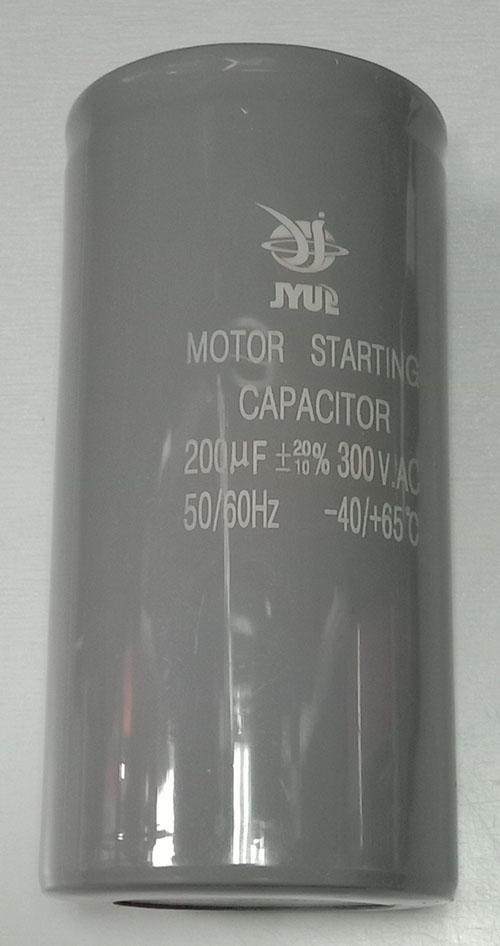 JYUL
MOTOR STARTING
CAPACITOR
200μF ±20/10% 300V.AC
50/60Hz -40/+65℃